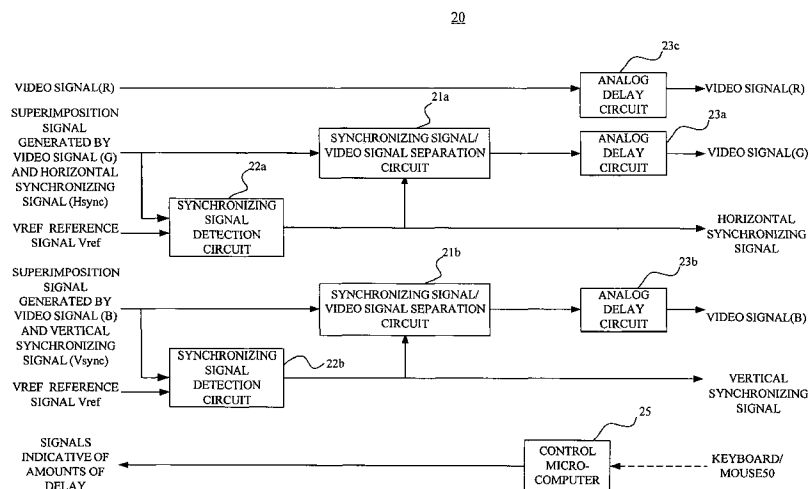 20
23c
VIDEO SIGNAL(R)
ANALOG
DELAY
CIRCUIT
VIDEO SIGNAL(R)
SUPERIMPOSITION
SIGNAL
GENERATED BY
VIDEO SIGNAL (G)
AND HORIZONTAL
SYNCHRONIZING
SIGNAL (Hsync)
21a
SYNCHRONIZING SIGNAL/
VIDEO SIGNAL SEPARATION
CIRCUIT
23a
ANALOG
DELAY
CIRCUIT
VIDEO SIGNAL(G)
22a
SYNCHRONIZING
SIGNAL
DETECTION
CIRCUIT
VREF REFERENCE
SIGNAL Vref
HORIZONTAL
SYNCHRONIZING
SIGNAL
21b
SUPERIMPOSITION
SIGNAL
GENERATED BY
VIDEO SIGNAL (B)
AND VERTICAL
SYNCHRONIZING
SIGNAL (Vsync)
SYNCHRONIZING SIGNAL/
VIDEO SIGNAL SEPARATION
CIRCUIT
23b
ANALOG
DELAY
CIRCUIT
VIDEO SIGNAL(B)
SYNCHRONIZING
SIGNAL
DETECTION
CIRCUIT
22b
VREF REFERENCE
SIGNAL Vref
VERTICAL
SYNCHRONIZING
SIGNAL
SIGNALS
INDICATIVE OF
AMOUNTS OF
DELAY
25
CONTROL
MICRO-
COMPUTER
KEYBOARD/
MOUSE50